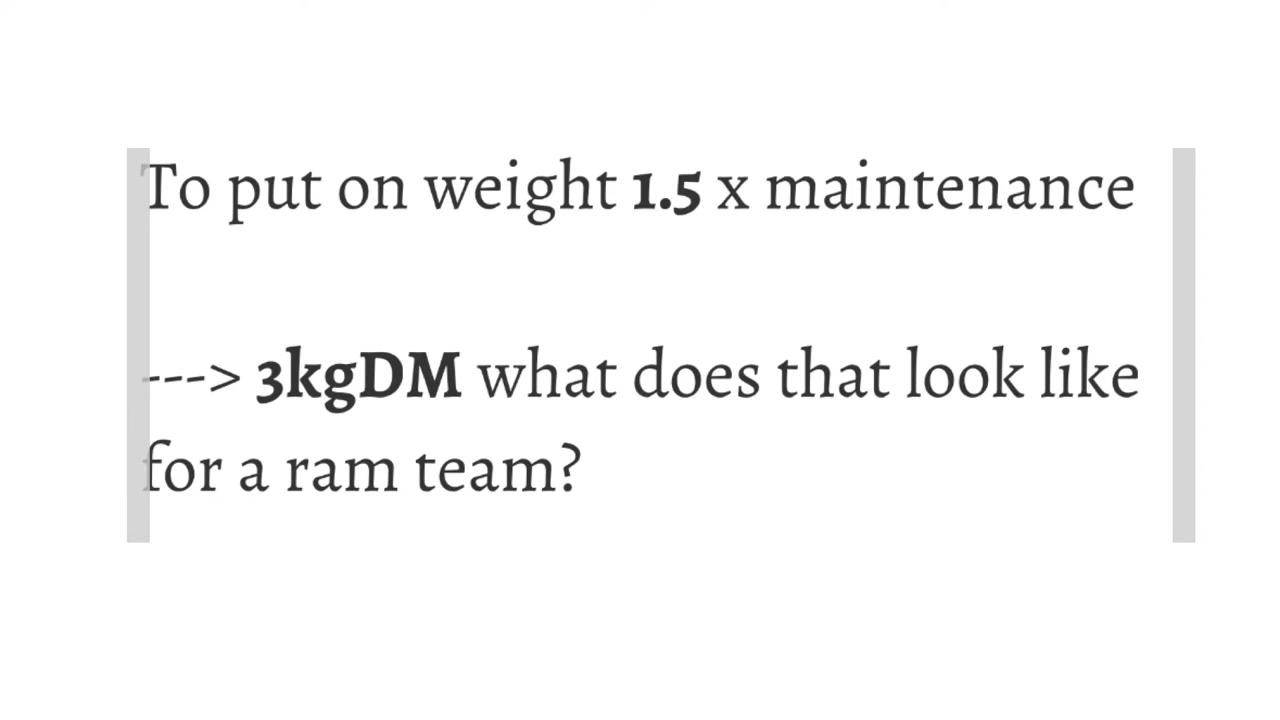 To put on weight 1.5 x maintenance
---> 3kgDM what does that look like
for a ram team?